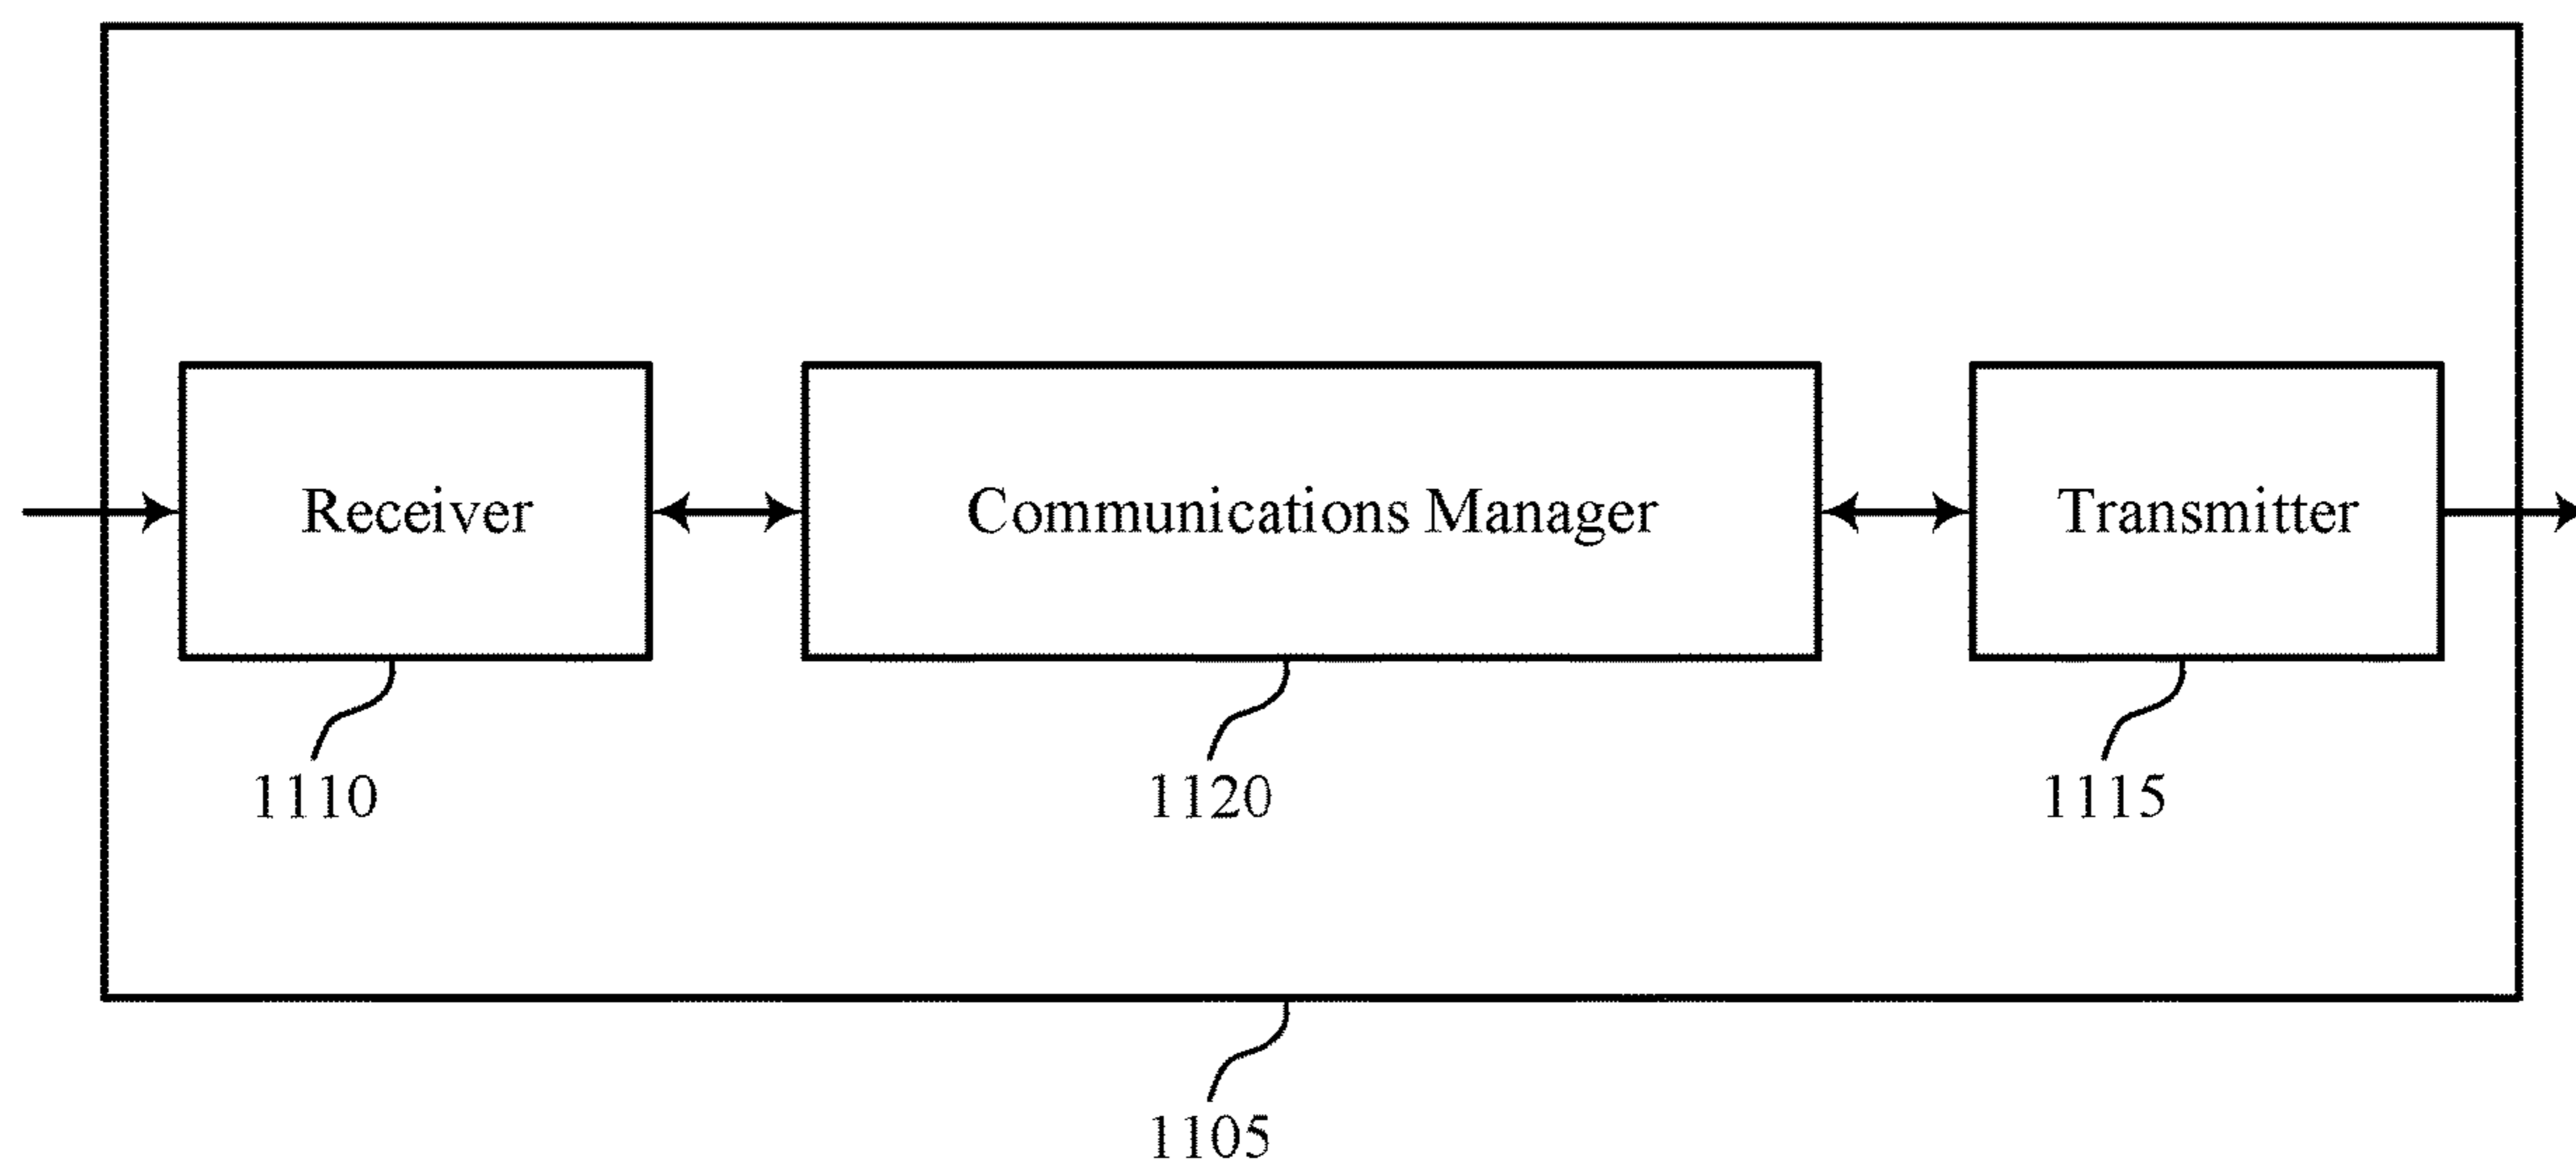 Receiver
Communications Manager
Transmitter
1110
1120
1115
1105